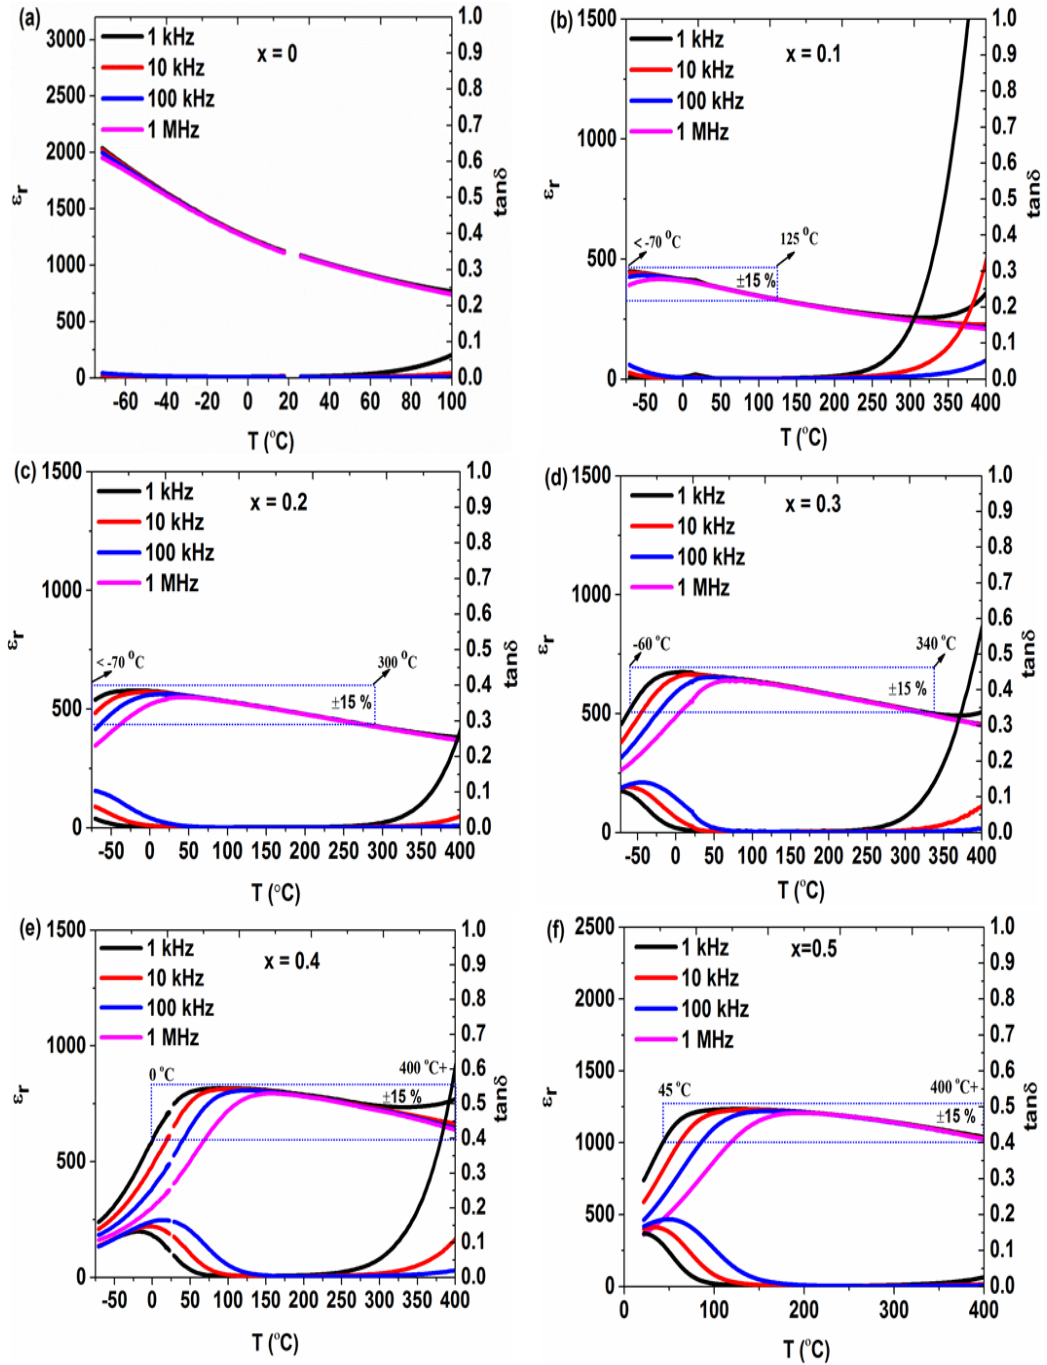 (a)
x = 0
1 kHz
10 kHz
100 kHz
1 MHz
3000
2500
2000
1500
1000
500
0
εr
1.0
0.9
0.8
0.7
0.6
0.5
0.4
0.3
0.2
0.1
0.0
tanδ
-60 -40 -20 0 20 40 60 80 100
T (°C)
(b)
x = 0.1
1 kHz
10 kHz
100 kHz
1 MHz
1500
1000
500
0
εr
< -70 °C
125 °C
±15 %
1.0
0.9
0.8
0.7
0.6
0.5
0.4
0.3
0.2
0.1
0.0
tanδ
-50 0 50 100 150 200 250 300 350 400
T (°C)
(c)
x = 0.2
1 kHz
10 kHz
100 kHz
1 MHz
1500
1000
500
0
εr
< -70 °C
300 °C
±15 %
1.0
0.9
0.8
0.7
0.6
0.5
0.4
0.3
0.2
0.1
0.0
tanδ
-50 0 50 100 150 200 250 300 350 400
T (°C)
(d)
x = 0.3
1 kHz
10 kHz
100 kHz
1 MHz
1500
1000
500
0
εr
-60 °C
340 °C
±15 %
1.0
0.9
0.8
0.7
0.6
0.5
0.4
0.3
0.2
0.1
0.0
tanδ
-50 0 50 100 150 200 250 300 350 400
T (°C)
(e)
x = 0.4
1 kHz
10 kHz
100 kHz
1 MHz
1500
1000
500
0
εr
0 °C
400 °C+
±15 %
1.0
0.9
0.8
0.7
0.6
0.5
0.4
0.3
0.2
0.1
0.0
tanδ
-50 0 50 100 150 200 250 300 350 400
T (°C)
(f)
x=0.5
1 kHz
10 kHz
100 kHz
1 MHz
2500
2000
1500
1000
500
0
εr
45 °C
400 °C+
±15 %
1.0
0.9
0.8
0.7
0.6
0.5
0.4
0.3
0.2
0.1
0.0
tanδ
0 100 200 300 400
T (°C)